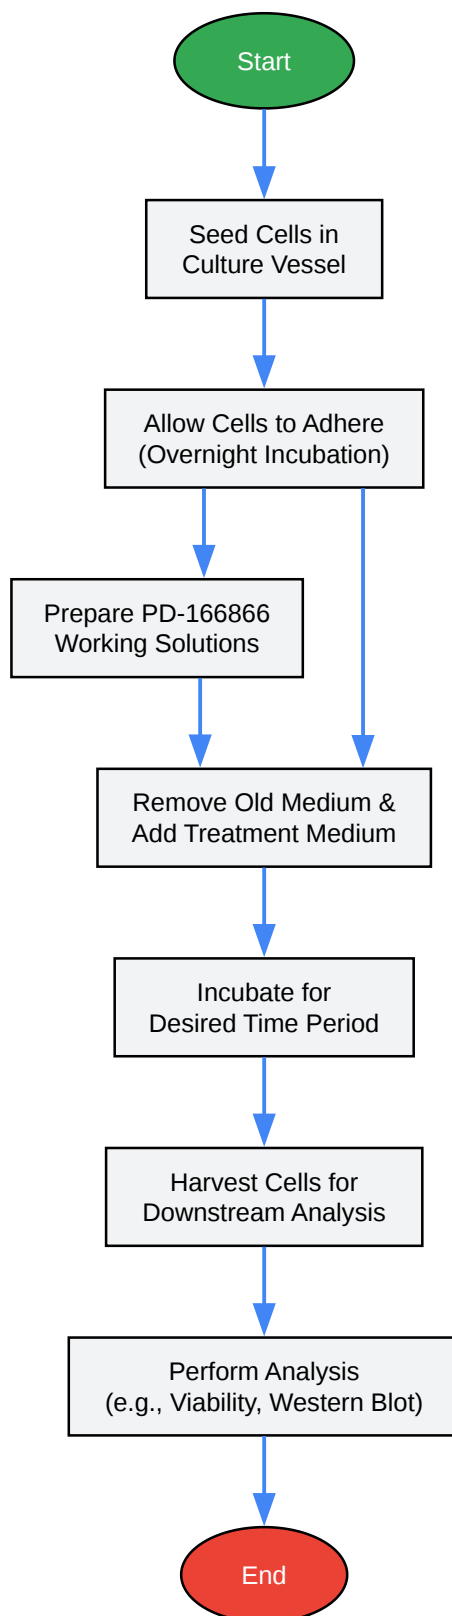 Start
Seed Cells in
Culture Vessel
Allow Cells to Adhere
(Overnight Incubation)
Prepare PD-166866
Working Solutions
Remove Old Medium &
Add Treatment Medium
Incubate for
Desired Time Period
Harvest Cells for
Downstream Analysis
Perform Analysis
(e.g., Viability, Western Blot)
End